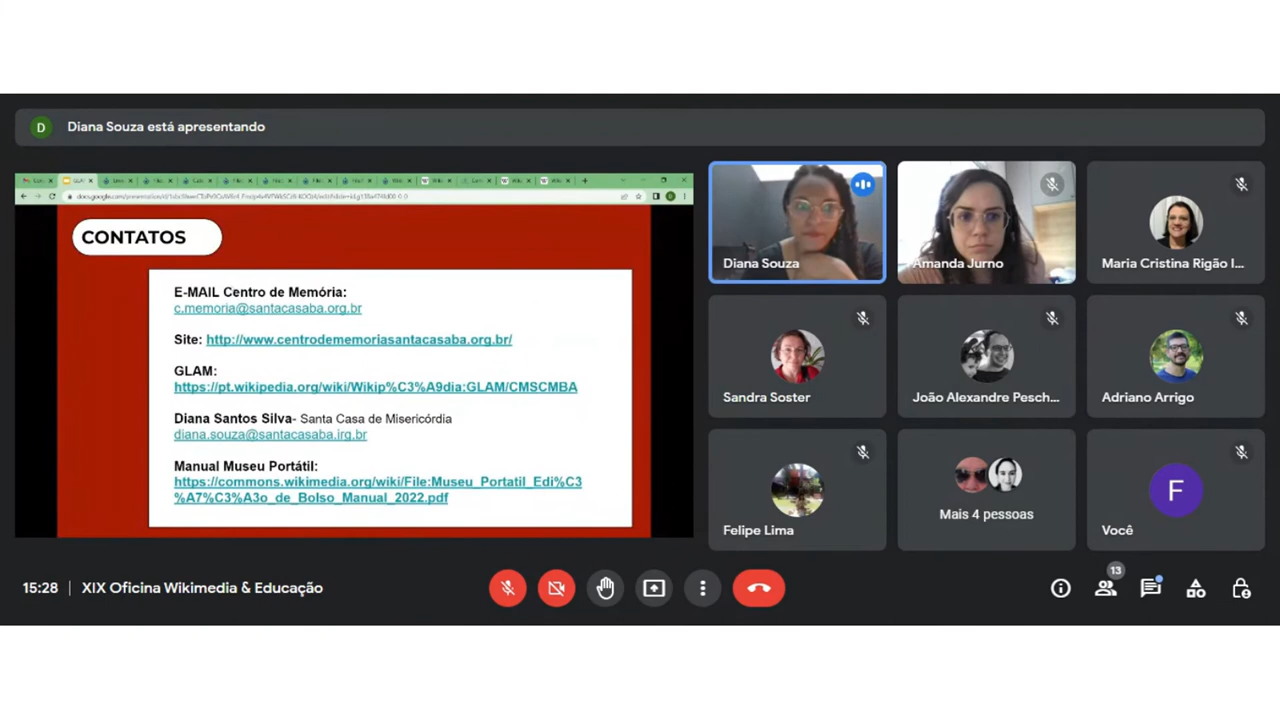 D Diana Souza está apresentando
CONTATOS
E-MAIL Centro de Memória:
c.memoria@santacasaba.org.br
Site: http://www.centrodememoriasantacasaba.org.br/
GLAM:
https://pt.wikipedia.org/wiki/Wikip%C3%A9dia:GLAM/CMSCMBA
Diana Santos Silva- Santa Casa de Misericórdia
diana.souza@santacasaba.irg.br
Manual Museu Portátil:
https://commons.wikimedia.org/wiki/File:Museu_Portatil_Edi%C3
%A7%C3%A3o_de_Bolso_Manual_2022.pdf
Diana Souza
Amanda Jurno
Maria Cristina Rigão I...
Sandra Soster
João Alexandre Pesch...
Adriano Arrigo
Felipe Lima
Mais 4 pessoas
F
Você
15:28 | XIX Oficina Wikimedia & Educação
13